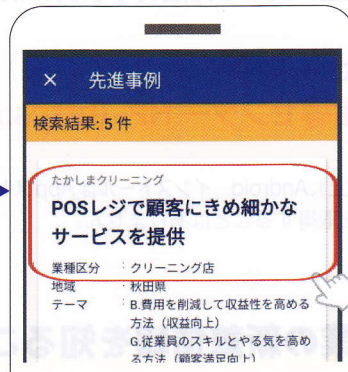 × 先進事例
検索結果: 5 件
たかしまクリーニング
POSレジで顧客にきめ細かな
サービスを提供
業種区分 : クリーニング店
地域 : 秋田県
テーマ : B.費用を削減して収益性を高める
方法（収益向上）
G.従業員のスキルとやる気を高め
る方法（顧客満足向上）